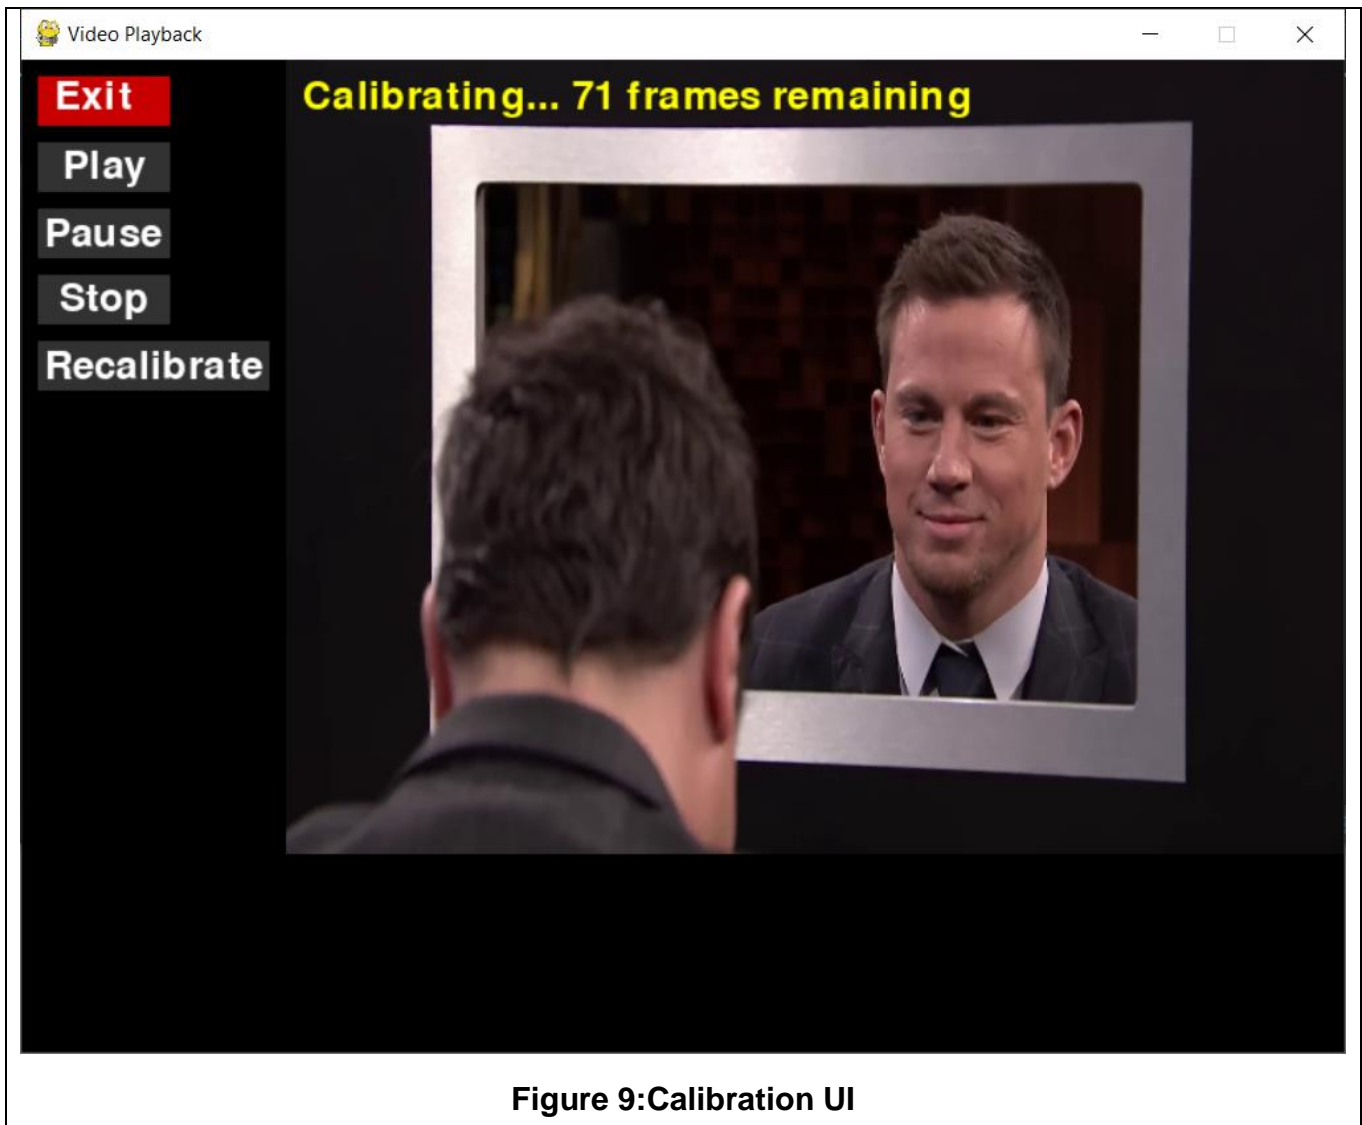 Video Playback
Exit
Calibrating... 71 frames remaining
Play
Pause
Stop
Recalibrate
Figure 9:Calibration UI